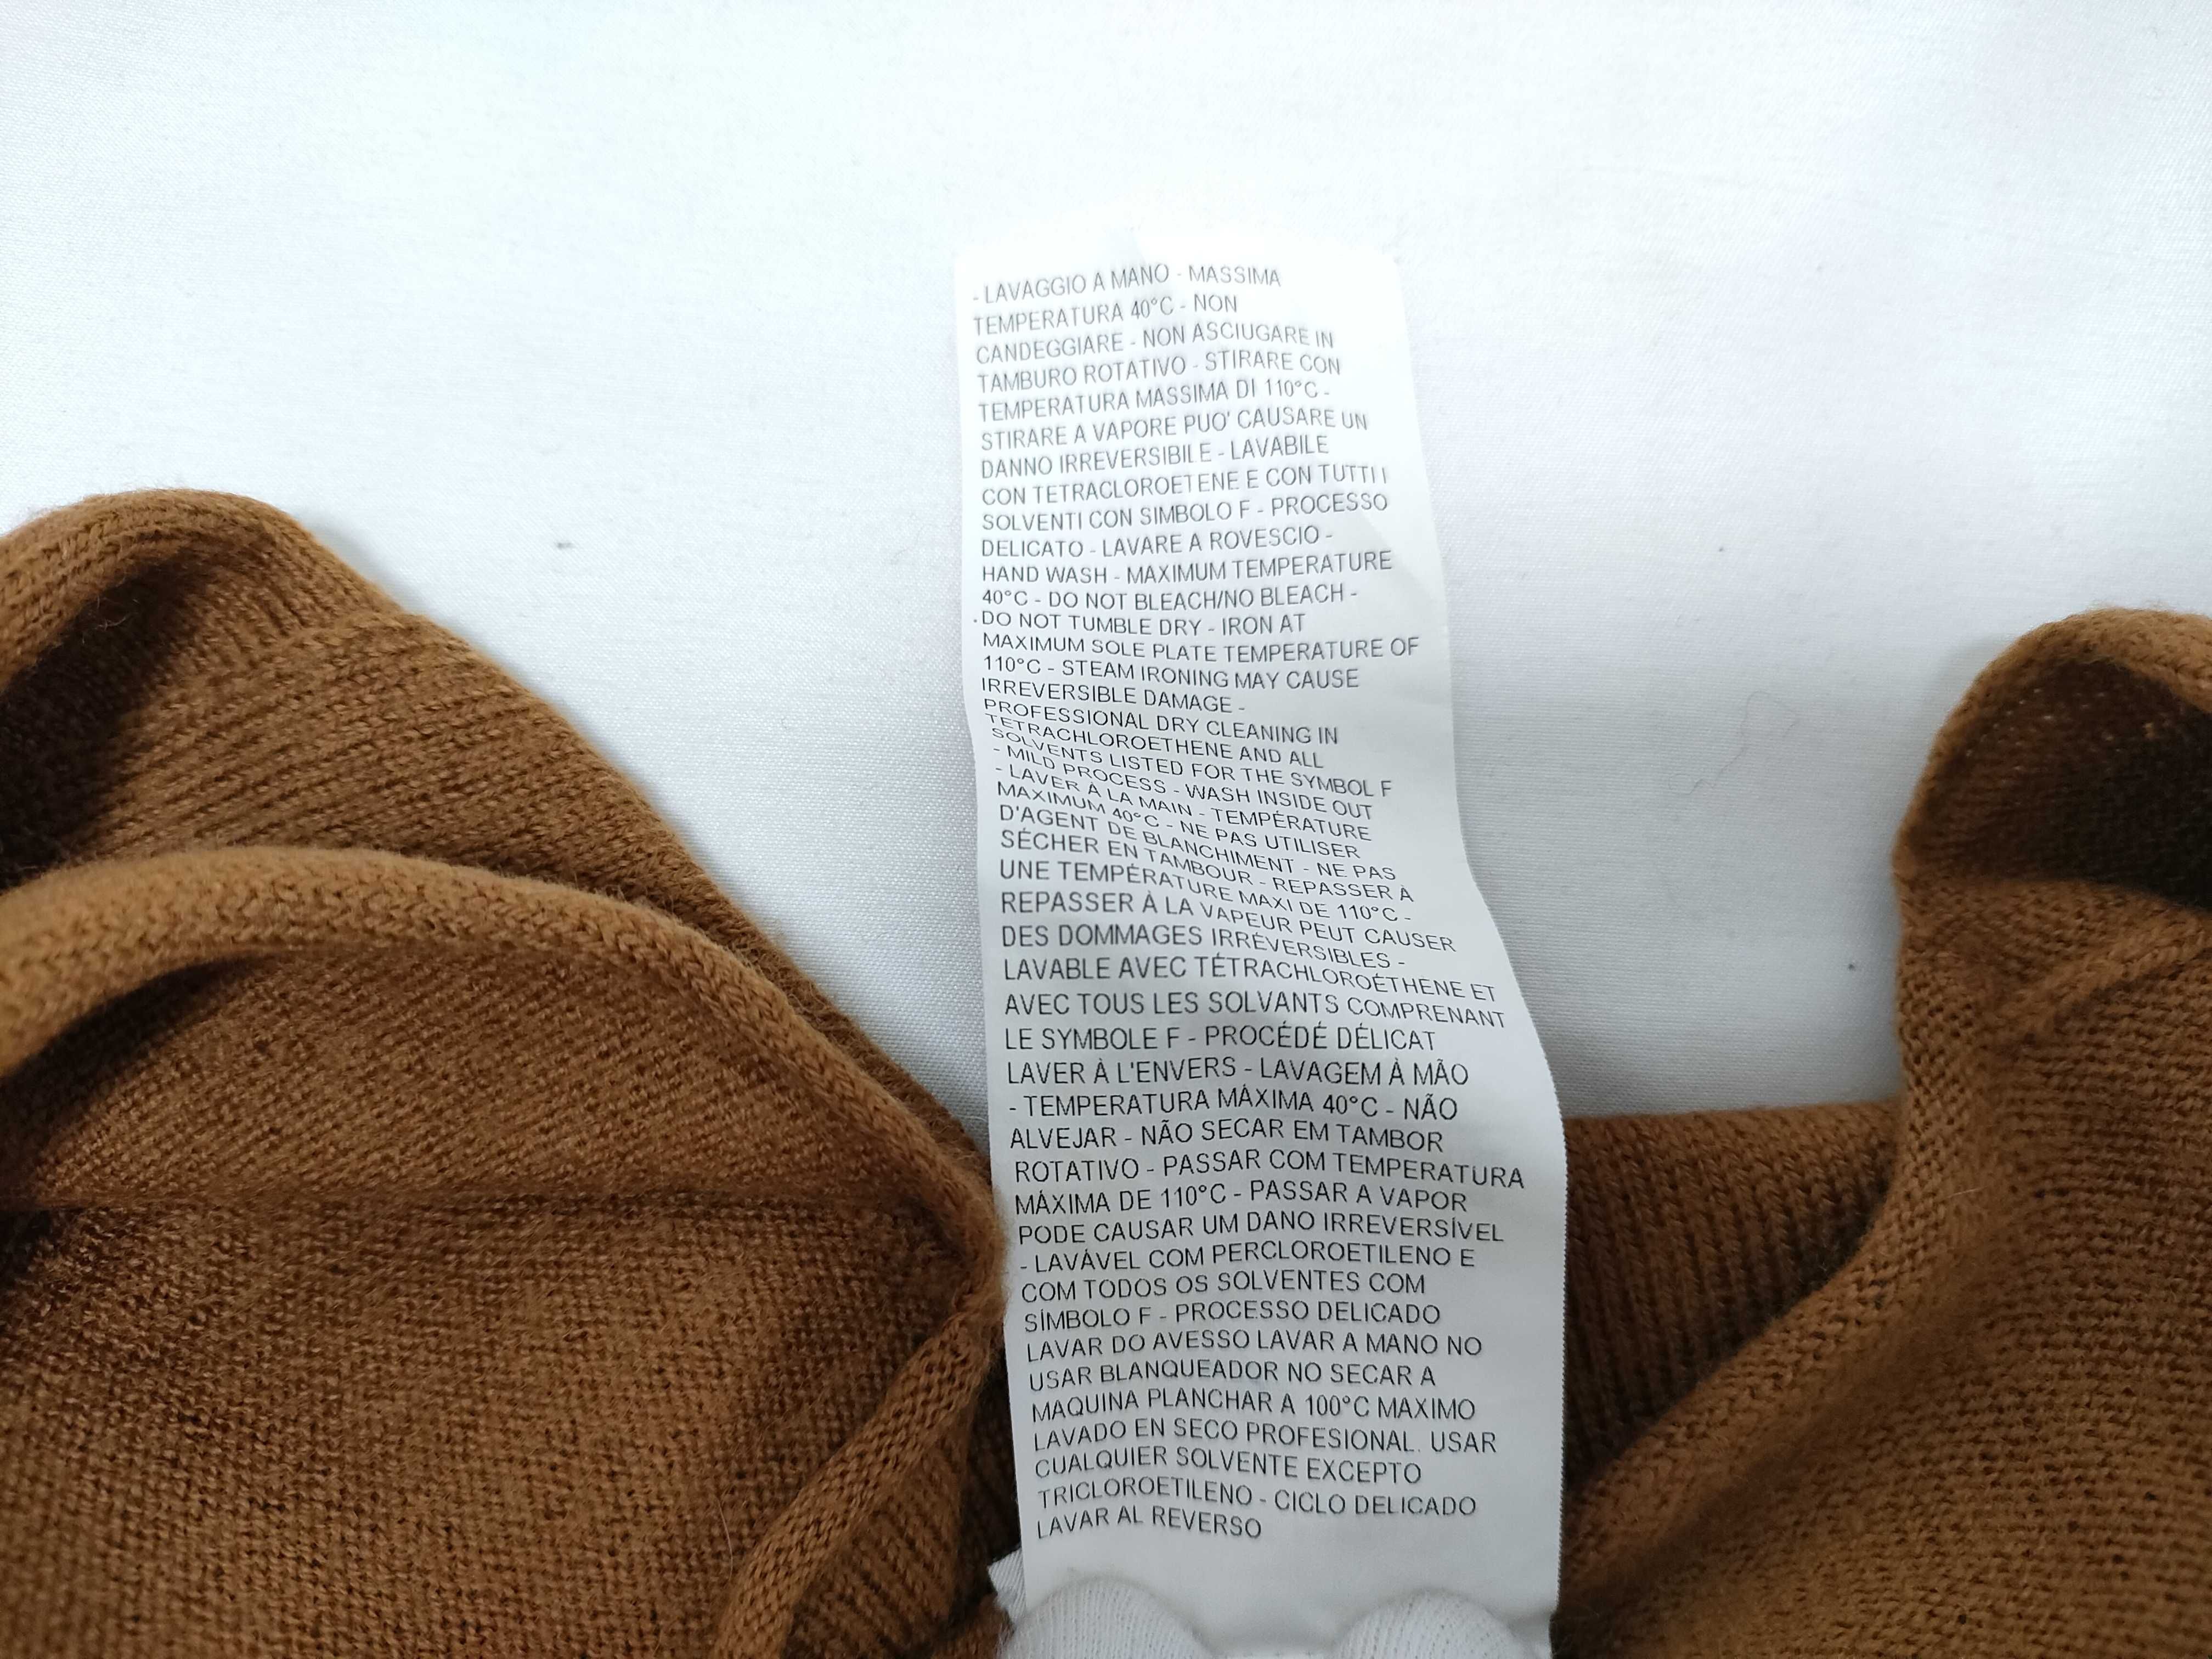 - LAVAGGIO A MANO - MASSIMA
TEMPERATURA 40°C - NON
CANDEGGIARE - NON ASCIUGARE IN
TAMBURO ROTATIVO - STIRARE CON
TEMPERATURA MASSIMA DI 110°C -
STIRARE A VAPORE PUO' CAUSARE UN
DANNO IRREVERSIBILE - LAVABILE
CON TETRACLOROETENE E CON TUTTI I
SOLVENTI CON SIMBOLO F - PROCESSO
DELICATO - LAVARE A ROVESCIO -
HAND WASH - MAXIMUM TEMPERATURE
40°C - DO NOT BLEACH/NO BLEACH -
DO NOT TUMBLE DRY - IRON AT
MAXIMUM SOLE PLATE TEMPERATURE OF
110°C - STEAM IRONING MAY CAUSE
IRREVERSIBLE DAMAGE -
PROFESSIONAL DRY CLEANING IN
TETRACHLOROETHENE AND ALL
SOLVENTS LISTED FOR THE SYMBOL F
- MILD PROCESS - WASH INSIDE OUT
- LAVER À LA MAIN - TEMPÉRATURE
MAXIMUM 40°C - NE PAS UTILISER
D'AGENT DE BLANCHIMENT - NE PAS
SÉCHER EN TAMBOUR - REPASSER À
UNE TEMPÉRATURE MAXI DE 110°C -
REPASSER À LA VAPEUR PEUT CAUSER
DES DOMMAGES IRRÉVERSIBLES -
LAVABLE AVEC TÉTRACHLOROÉTHÈNE ET
AVEC TOUS LES SOLVANTS COMPRENANT
LE SYMBOLE F - PROCÉDÉ DÉLICAT
LAVER À L'ENVERS - LAVAGEM À MÃO
- TEMPERATURA MÁXIMA 40°C - NÃO
ALVEJAR - NÃO SECAR EM TAMBOR
ROTATIVO - PASSAR COM TEMPERATURA
MÁXIMA DE 110°C - PASSAR A VAPOR
PODE CAUSAR UM DANO IRREVERSÍVEL
- LAVÁVEL COM PERCLOROETILENO E
COM TODOS OS SOLVENTES COM
SÍMBOLO F - PROCESSO DELICADO
LAVAR DO AVESSO LAVAR A MANO NO
USAR BLANQUEADOR NO SECAR A
MAQUINA PLANCHAR A 100°C MAXIMO
LAVADO EN SECO PROFESIONAL. USAR
CUALQUIER SOLVENTE EXCEPTO
TRICLOROETILENO - CICLO DELICADO
LAVAR AL REVERSO